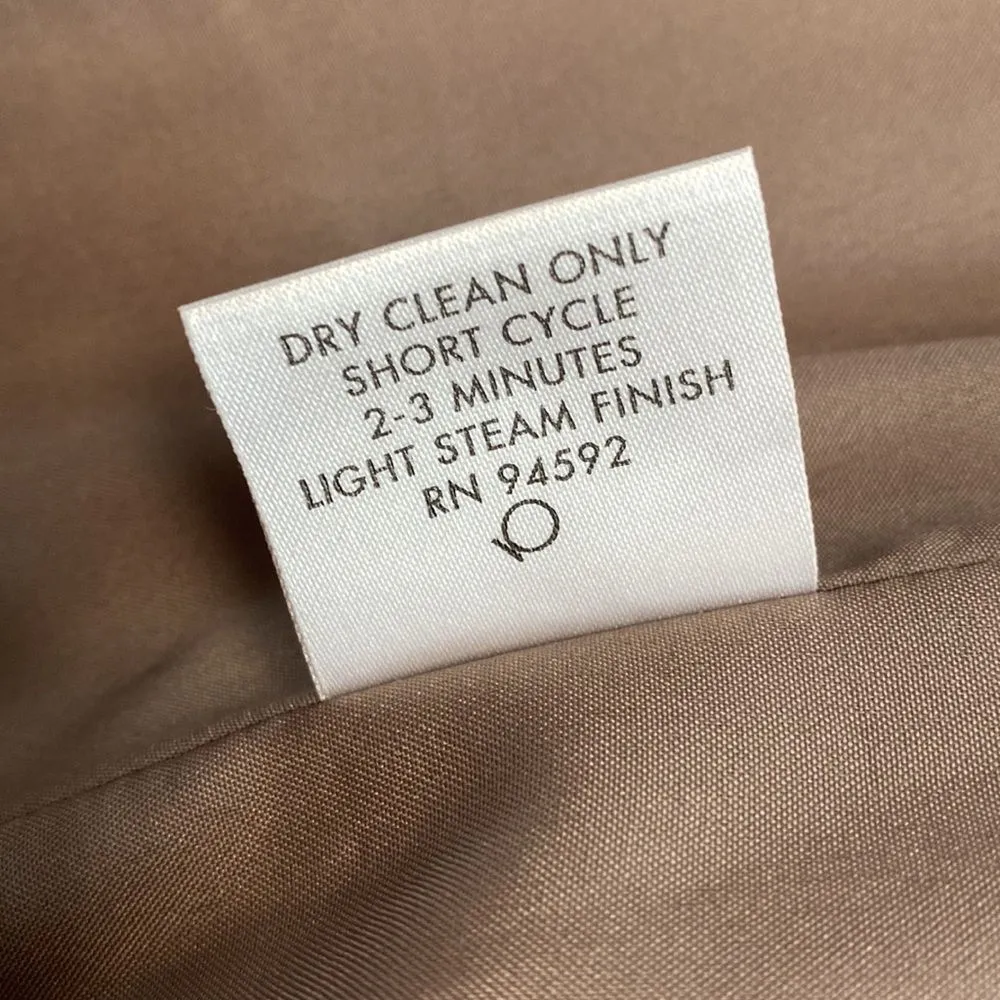 DRY CLEAN ONLY
SHORT CYCLE
2-3 MINUTES
LIGHT STEAM FINISH
RN 94592